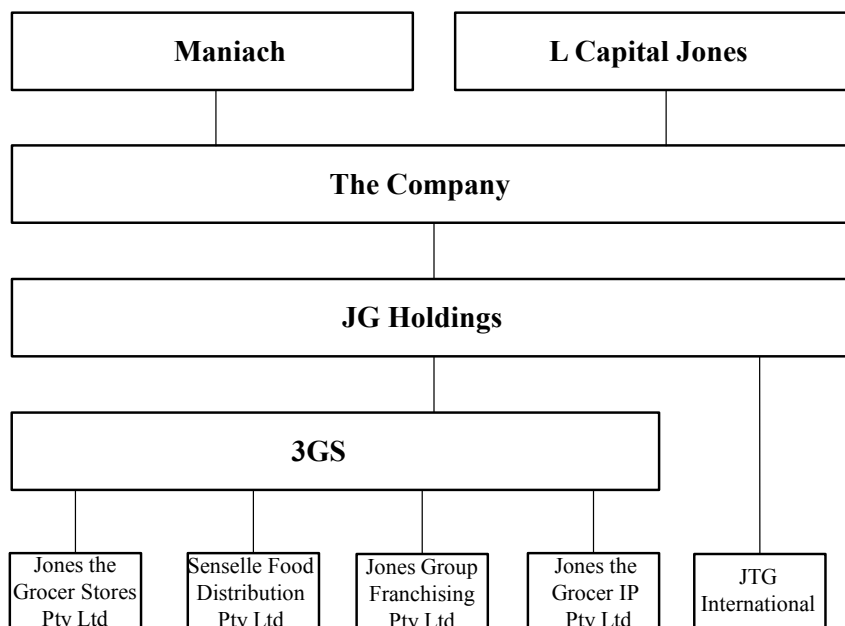 Maniach
L Capital Jones
The Company
JG Holdings
3GS
Jones the
Grocer Stores
Pty Ltd
Senselle Food
Distribution
Pty Ltd
Jones Group
Franchising
Pty Ltd
Jones the
Grocer IP
Pty Ltd
JTG
International